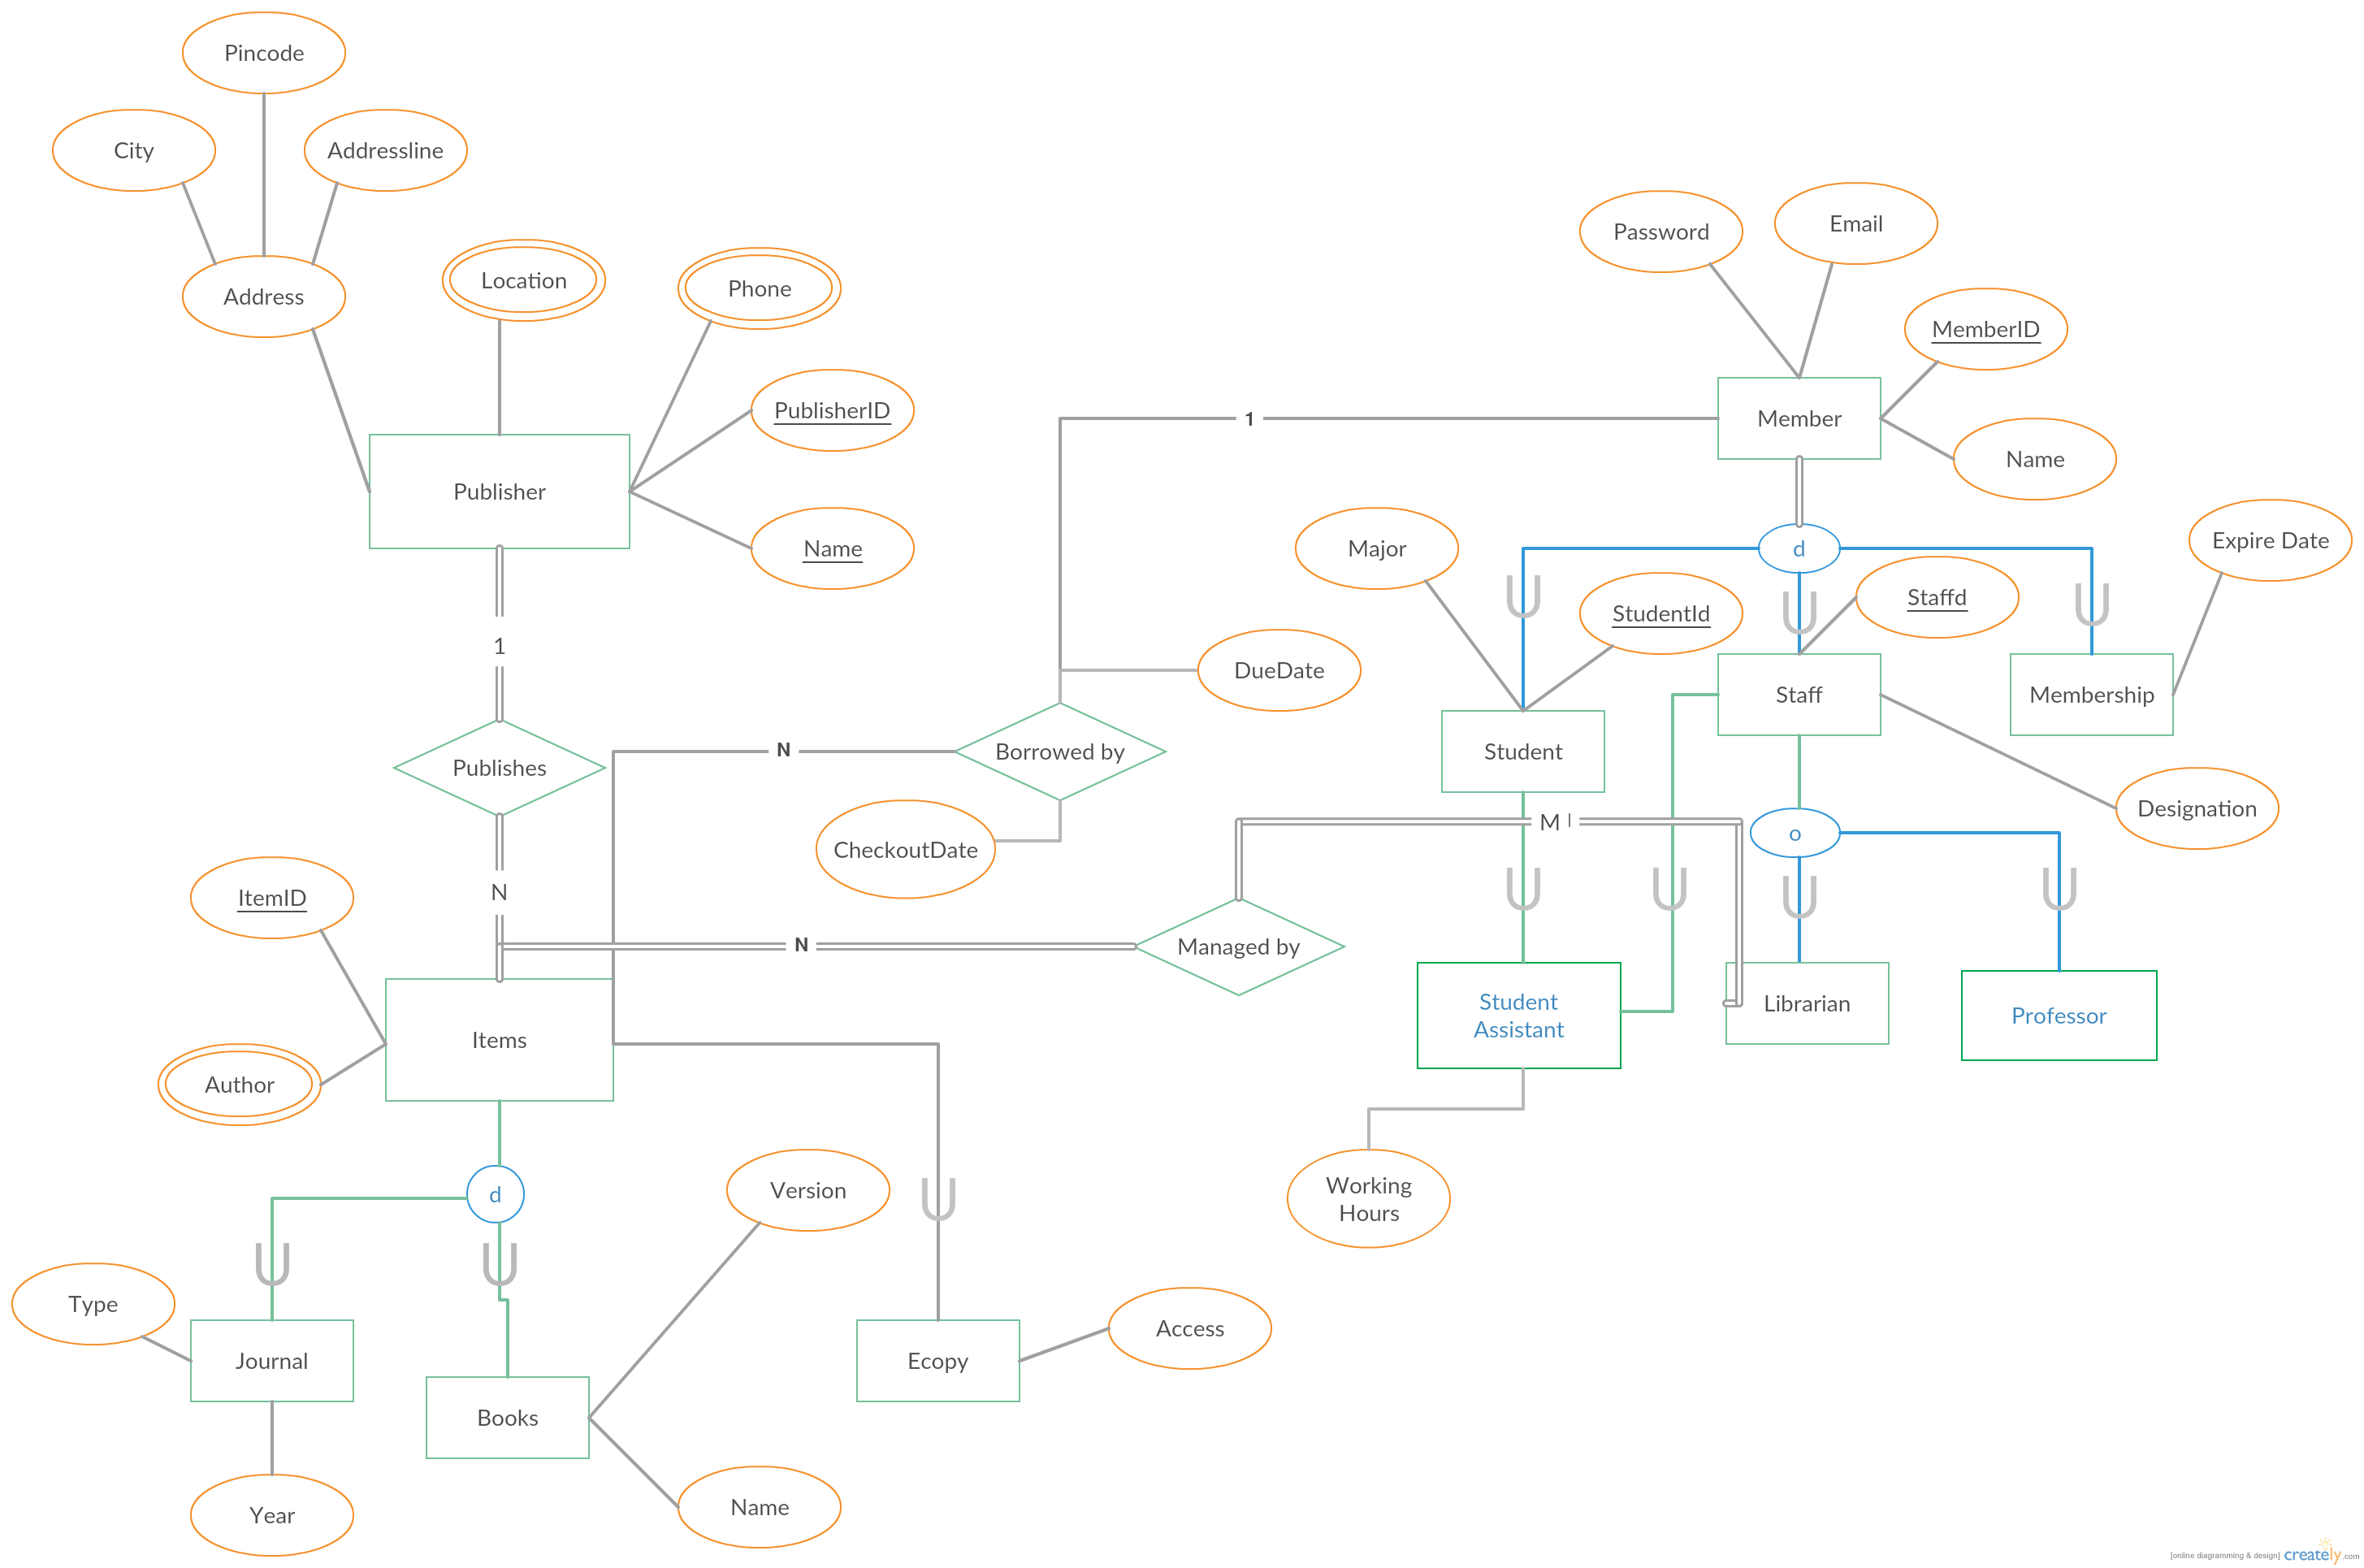 Pincode
City
Addressline
Address
Location
Phone
PublisherID
Publisher
Name
1
Publishes
N
ItemID
Author
Items
d
Type
Journal
Year
Books
Version
Name
Ecopy
Access
N
N
CheckoutDate
Borrowed by
DueDate
1
Managed by
M
Password
Email
MemberID
Member
Name
d
Major
StudentId
Staffd
Expire Date
Student
Staff
Membership
Designation
o
Student
Assistant
Librarian
Professor
Working
Hours
[online diagramming & design] creately.com